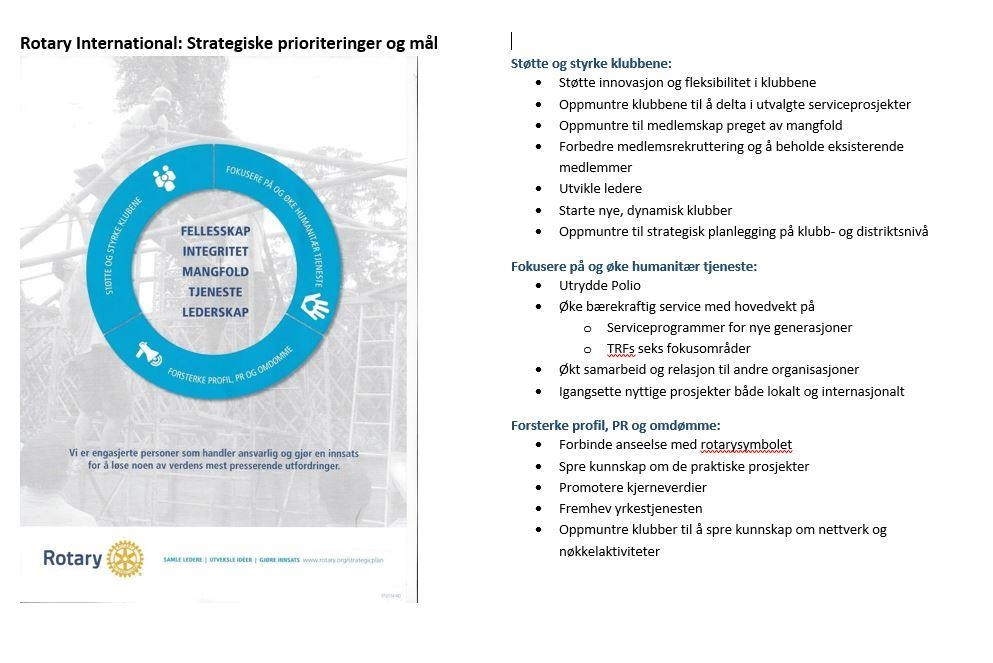 Rotary International: Strategiske prioriteringer og mål
STØTTE OG STYRKE KLUBENE
FOKUSERE PÅ OG ØKE HUMANITÆR TJENESTE
FORSTERKE PROFIL, PR OG OMDØMME
FELLESSKAP
INTEGRITET
MANGFOLD
TJENESTE
LEDERSKAP
Vi er engasjerte personer som handler ansvarlig og gjør en innsats
for å løse noen av verdens mest presserende utfordringer.
Rotary
SAMLE LEDERE | UTVEKSLE IDÉER | GJØRE INNSATS www.rotary.org/strategicplan
Støtte og styrke klubbene:
• Støtte innovasjon og fleksibilitet i klubbene
• Oppmuntre klubbene til å delta i utvalgte serviceprosjekter
• Oppmuntre til medlemskap preget av mangfold
• Forbedre medlemsrekruttering og å beholde eksisterende
medlemmer
• Utvikle ledere
• Starte nye, dynamisk klubber
• Oppmuntre til strategisk planlegging på klubb- og distriktsnivå
Fokusere på og øke humanitær tjeneste:
• Utrydde Polio
• Øke bærekraftig service med hovedvekt på
o Serviceprogrammer for nye generasjoner
o TRFs seks fokusområder
• Økt samarbeid og relasjon til andre organisasjoner
• Igangsette nyttige prosjekter både lokalt og internasjonalt
Forsterke profil, PR og omdømme:
• Forbinde anseelse med rotarysymbolet
• Spre kunnskap om de praktiske prosjekter
• Promotere kjerneverdier
• Fremhev yrkestjenesten
• Oppmuntre klubber til å spre kunnskap om nettverk og
nøkkelaktiviteter